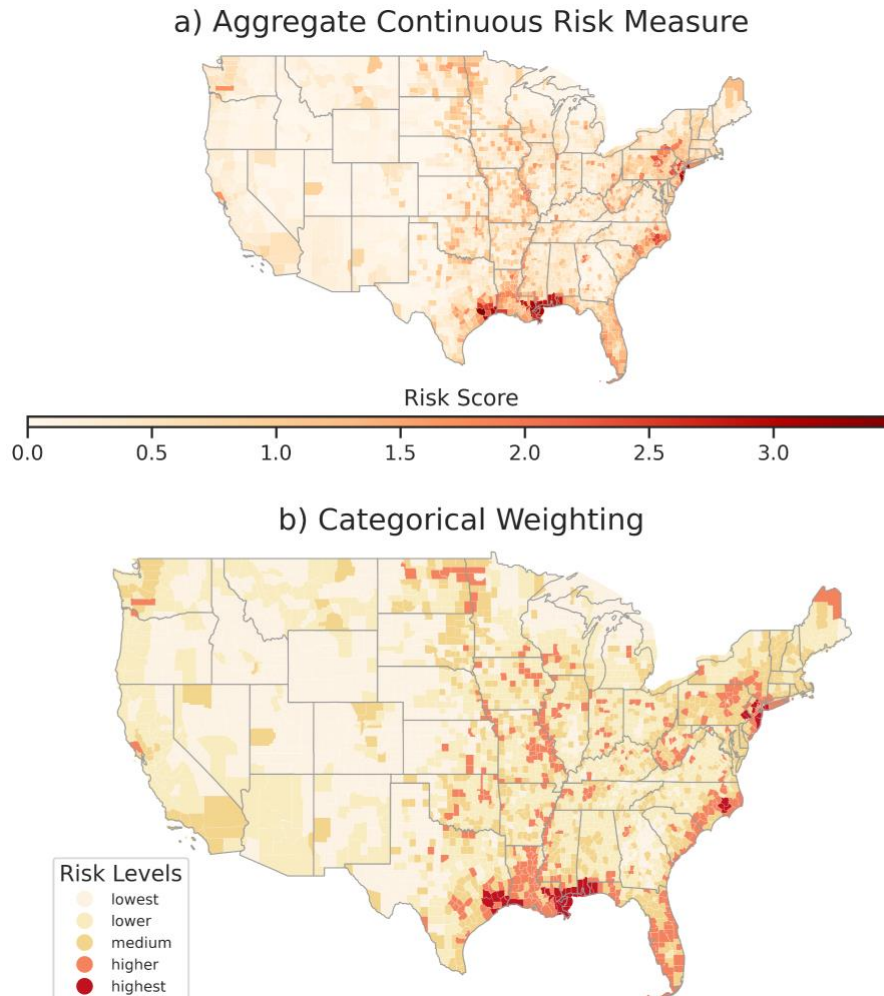 a) Aggregate Continuous Risk Measure
Risk Score
0.0 0.5 1.0 1.5 2.0 2.5 3.0
b) Categorical Weighting
Risk Levels
lowest
lower
medium
higher
highest